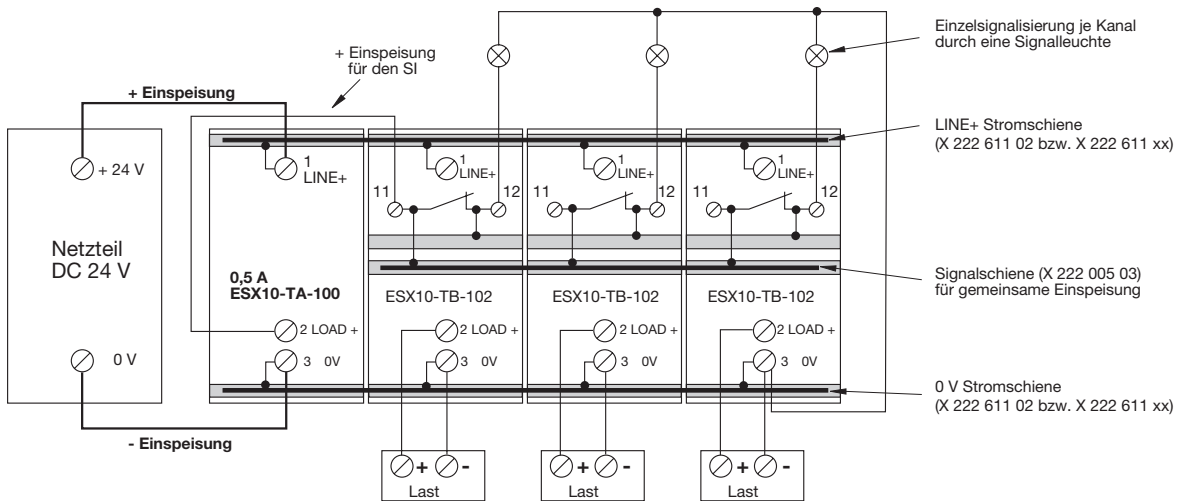 Einzelsignalisierung je Kanal
durch eine Signalleuchte
+ Einspeisung
für den SI
+ Einspeisung
LINE+ Stromschiene
(X 222 611 02 bzw. X 222 611 xx)
+ 24 V
1
LINE+
1
LINE+
11
12
1
LINE+
11
12
1
LINE+
11
12
Netzteil
DC 24 V
0,5 A
ESX10-TA-100
ESX10-TB-102
ESX10-TB-102
ESX10-TB-102
Signalschiene (X 222 005 03)
für gemeinsame Einspeisung
2 LOAD +
2 LOAD +
2 LOAD +
2 LOAD +
0 V
3 0V
3 0V
3 0V
3 0V
0 V Stromschiene
(X 222 611 02 bzw. X 222 611 xx)
- Einspeisung
+ -
Last
+ -
Last
+ -
Last